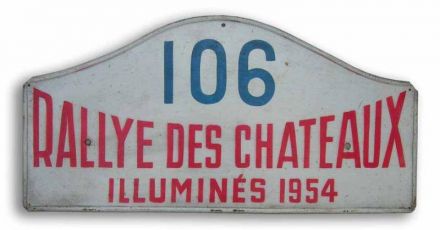 106
RALLYE DES CHATEAUX
ILLUMINÉS 1954